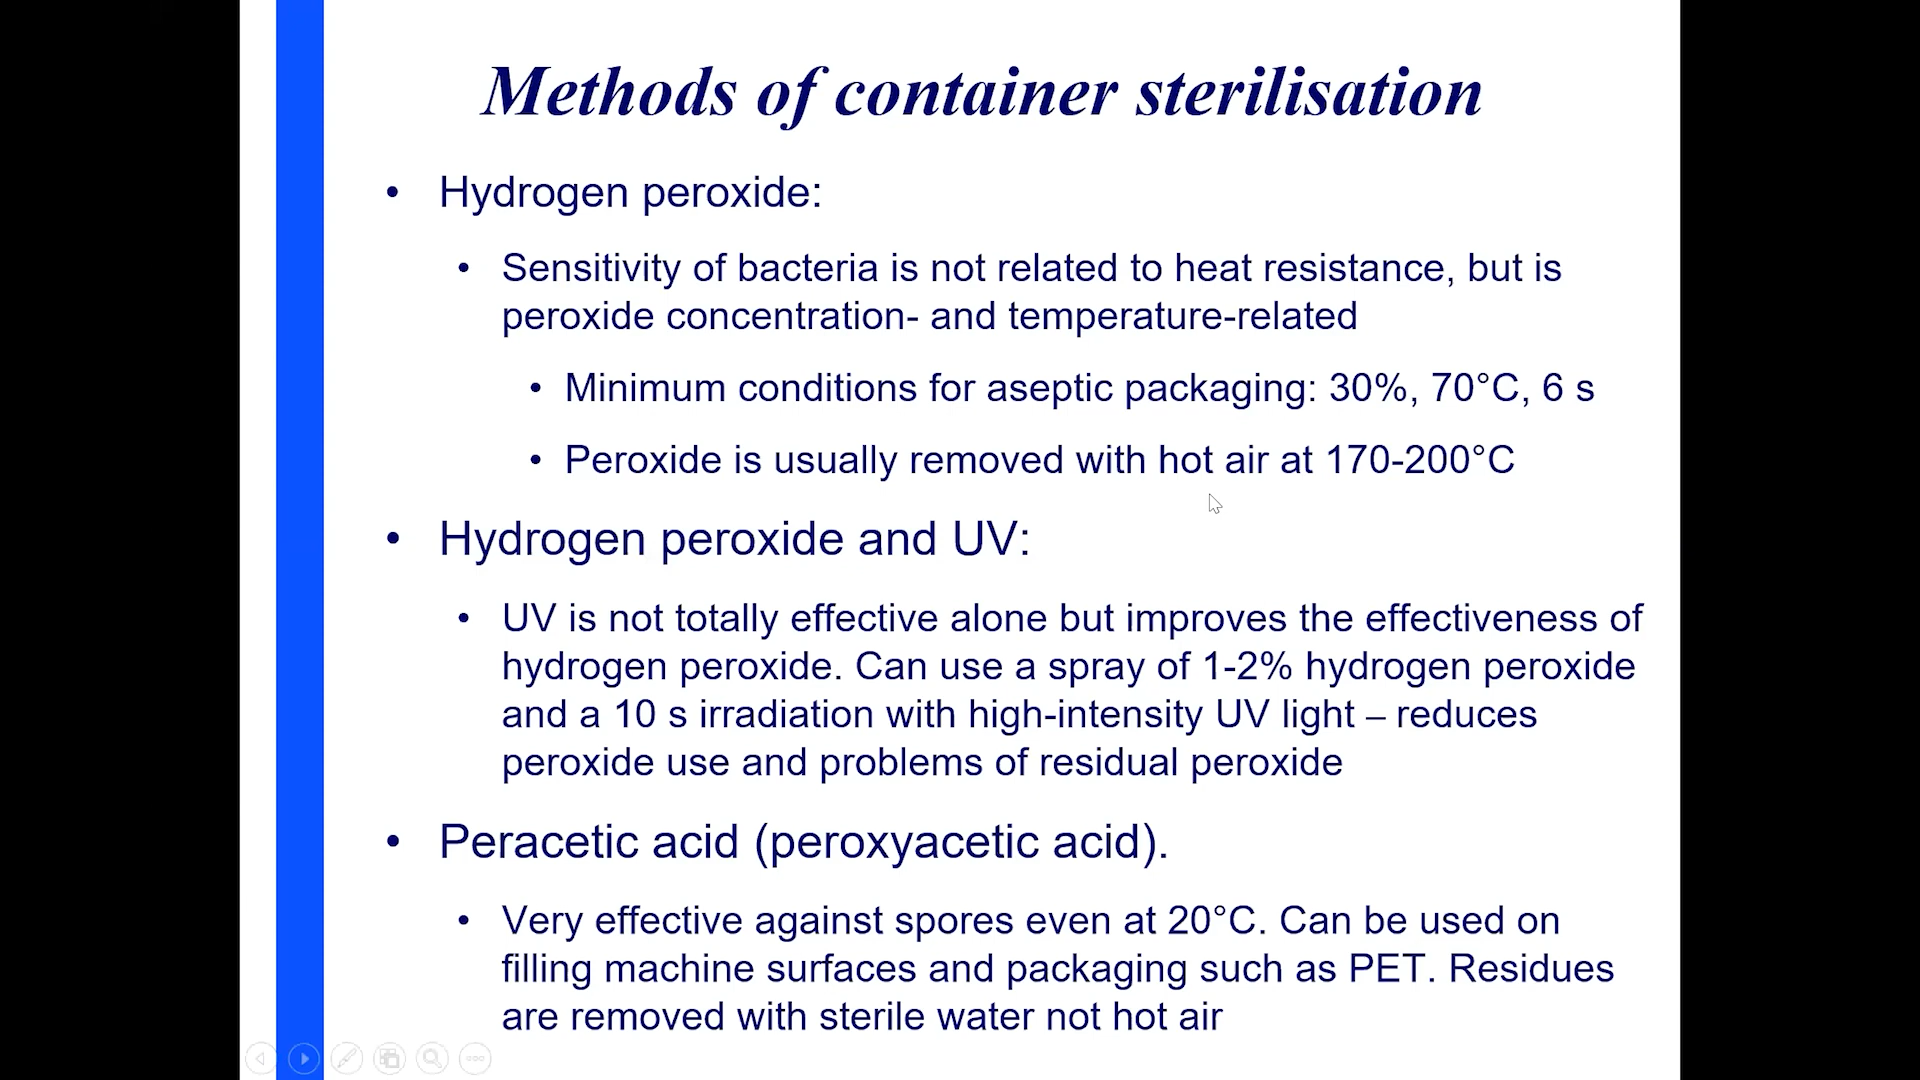 Methods of container sterilisation
• Hydrogen peroxide:
• Sensitivity of bacteria is not related to heat resistance, but is
peroxide concentration- and temperature-related
• Minimum conditions for aseptic packaging: 30%, 70°C, 6 s
• Peroxide is usually removed with hot air at 170-200°C
• Hydrogen peroxide and UV:
• UV is not totally effective alone but improves the effectiveness of
hydrogen peroxide. Can use a spray of 1-2% hydrogen peroxide
and a 10 s irradiation with high-intensity UV light – reduces
peroxide use and problems of residual peroxide
• Peracetic acid (peroxyacetic acid).
• Very effective against spores even at 20°C. Can be used on
filling machine surfaces and packaging such as PET. Residues
are removed with sterile water not hot air